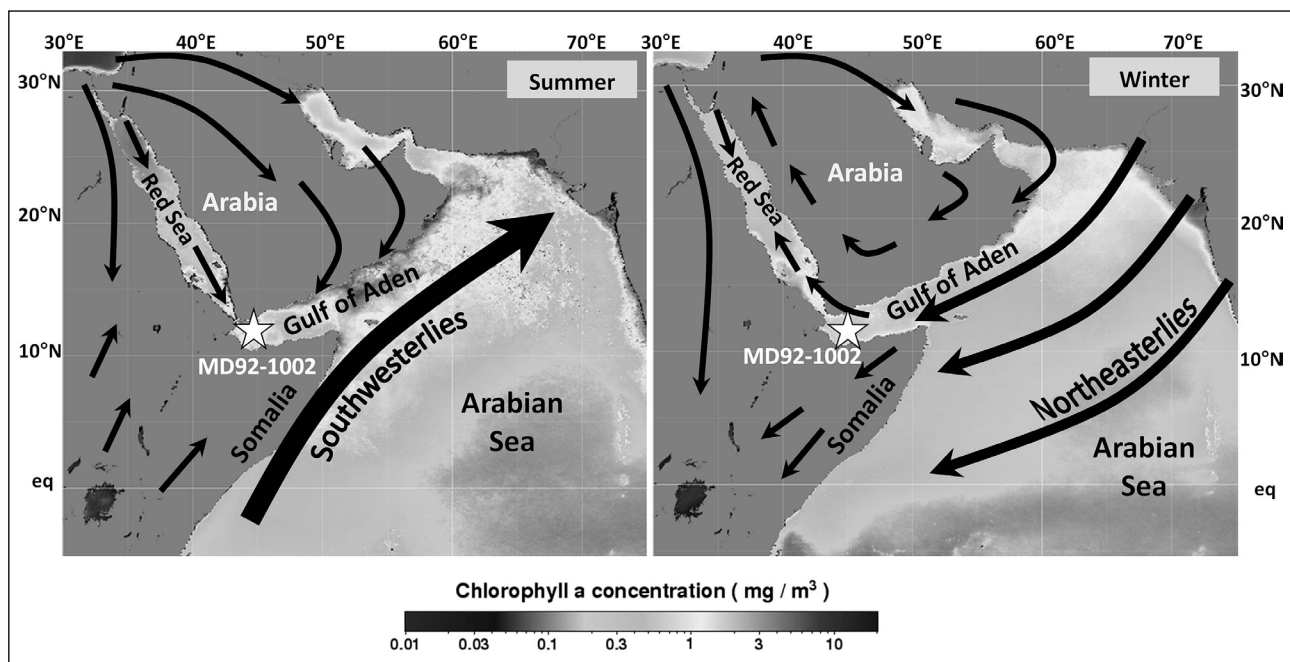 30°E 40°E 50°E 60°E 70°E
30°E 40°E 50°E 60°E 70°E
Summer
Winter
30°N
30°N
Red Sea
Arabia
Red Sea
Arabia
20°N
20°N
Gulf of Aden
Gulf of Aden
MD92-1002
MD92-1002
10°N
10°N
Somalia
Southwesterlies
Arabian
Sea
Somalia
Northeasterlies
Arabian
Sea
eq
eq
Chlorophyll a concentration ( mg / m³ )
0.01 0.03 0.1 0.3 1 3 10